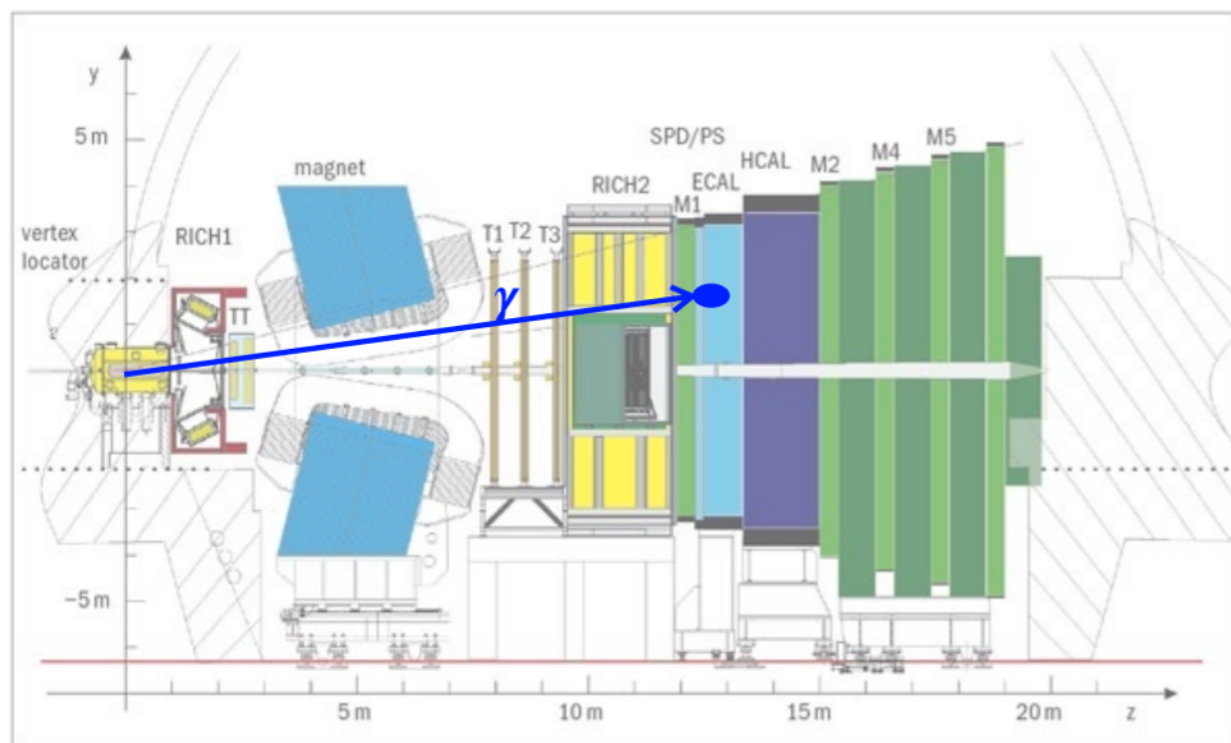 y
5 m
SPD/PS
M5
HCAL
M2
M4
magnet
ECAL
RICH2
M1
vertex
locator
RICH1
T1
T2
T3
TT
γ
−5 m
5 m
10 m
15 m
20 m
z